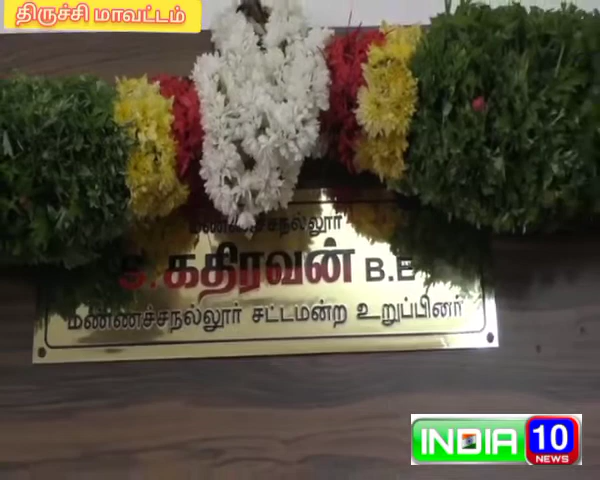 திருச்சி மாவட்டம்
மண்ணச்சநல்லூர்
S. கதிரவன் B.E
மண்ணச்சநல்லூர் சட்டமன்ற உறுப்பினர்
INDIA 10
NEWS